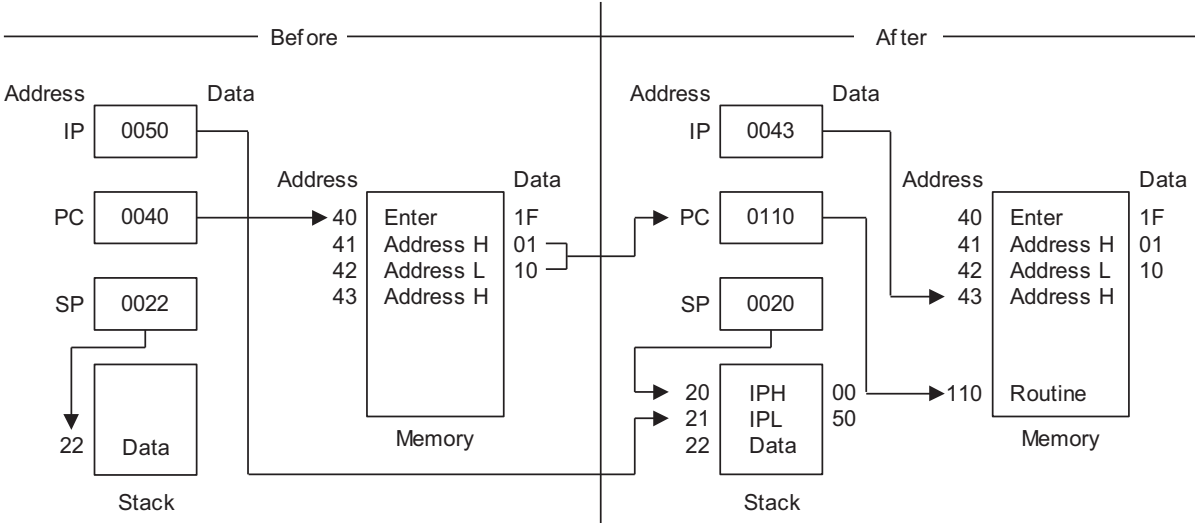 Before
Address Data
IP 0050
PC 0040
SP 0022
22 Data
Stack
Address Data
40 Enter 1F
41 Address H 01
42 Address L 10
43 Address H
Memory
After
Address Data
IP 0043
PC 0110
SP 0020
20 IPH 00
21 IPL 50
22 Data
Stack
Address Data
40 Enter 1F
41 Address H 01
42 Address L 10
43 Address H
110 Routine
Memory